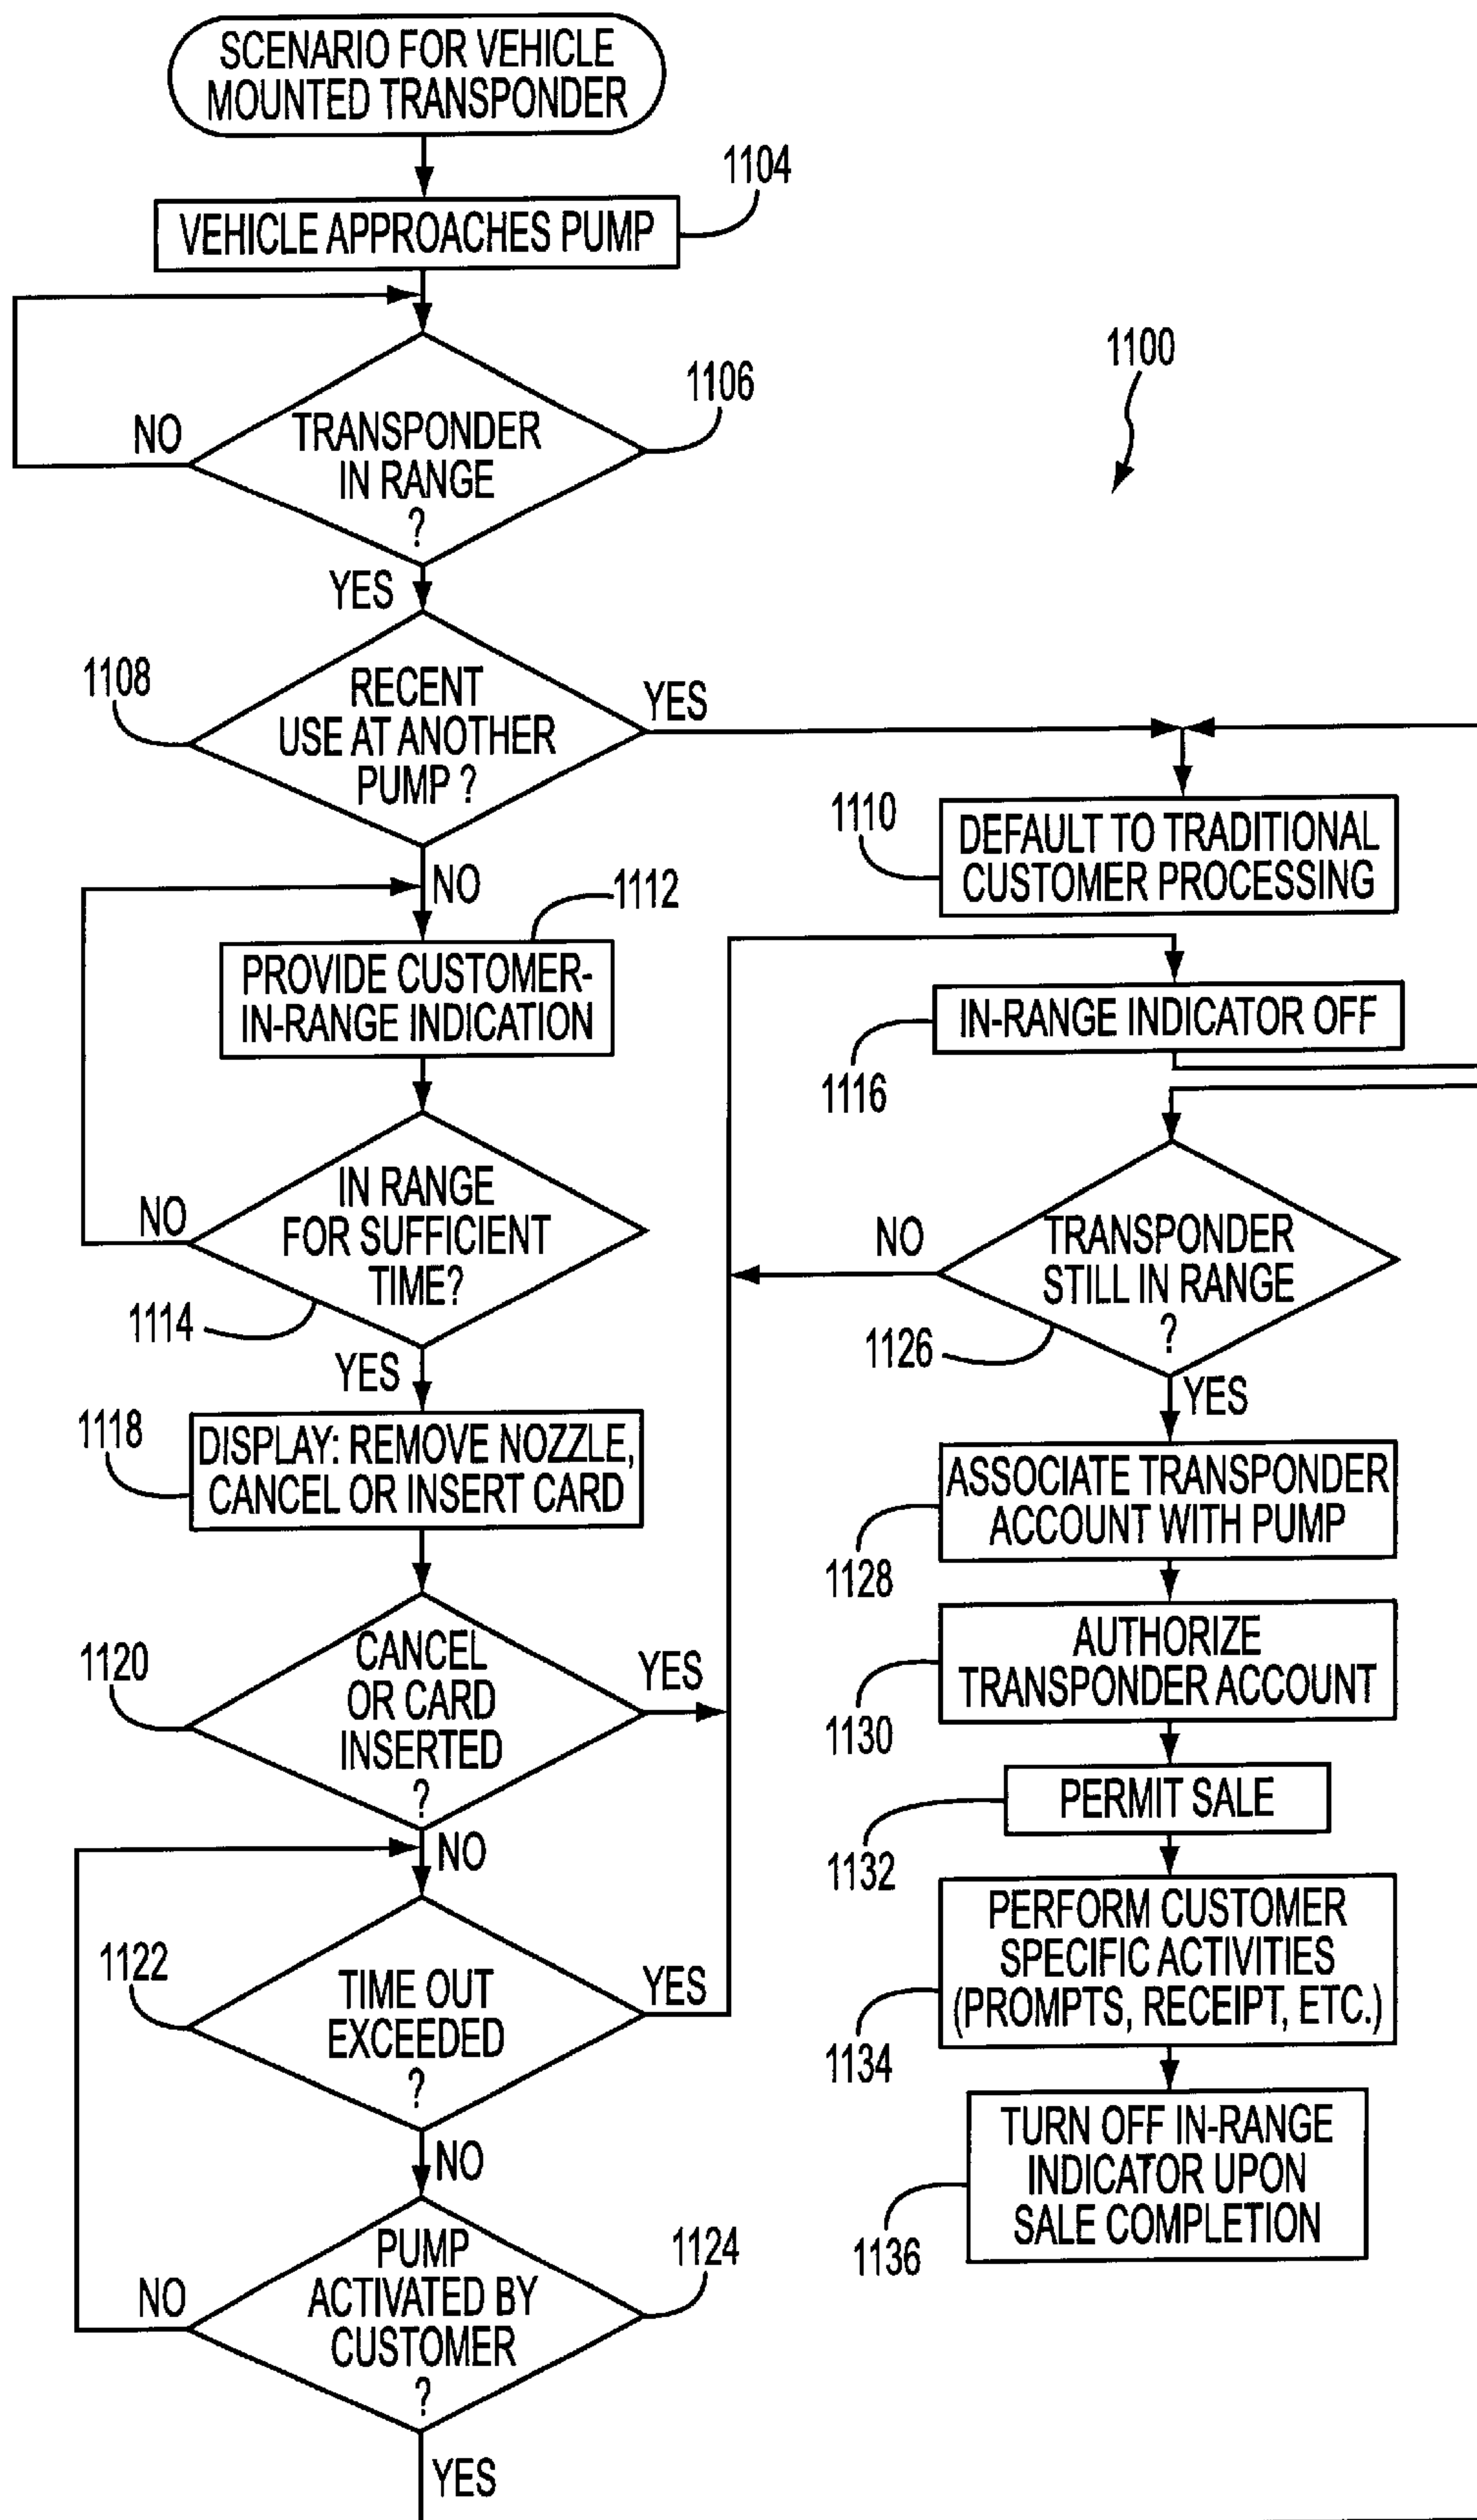 SCENARIO FOR VEHICLE
MOUNTED TRANSPONDER
1104
VEHICLE APPROACHES PUMP
1100
1106
NO
TRANSPONDER
IN RANGE
?
YES
1108
RECENT
USE AT ANOTHER
PUMP ?
YES
1110
DEFAULT TO TRADITIONAL
CUSTOMER PROCESSING
NO
1112
PROVIDE CUSTOMER-
IN-RANGE INDICATION
IN-RANGE INDICATOR OFF
1116
NO
IN RANGE
FOR SUFFICIENT
TIME?
1114
YES
NO
TRANSPONDER
STILL IN RANGE
?
1126
YES
1118
DISPLAY: REMOVE NOZZLE,
CANCEL OR INSERT CARD
ASSOCIATE TRANSPONDER
ACCOUNT WITH PUMP
1128
1120
CANCEL
OR CARD
INSERTED
?
YES
NO
AUTHORIZE
TRANSPONDER ACCOUNT
1130
PERMIT SALE
1132
1122
TIME OUT
EXCEEDED
?
YES
NO
PERFORM CUSTOMER
SPECIFIC ACTIVITIES
(PROMPTS, RECEIPT, ETC.)
1134
TURN OFF IN-RANGE
INDICATOR UPON
SALE COMPLETION
1136
1124
NO
PUMP
ACTIVATED BY
CUSTOMER
?
YES